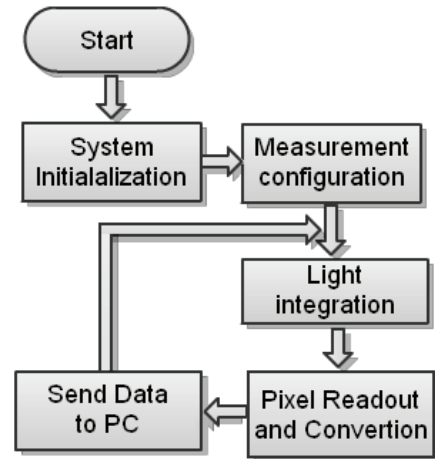 Start
System
Initialalization
Measurement
configuration
Light
integration
Pixel Readout
and Convertion
Send Data
to PC